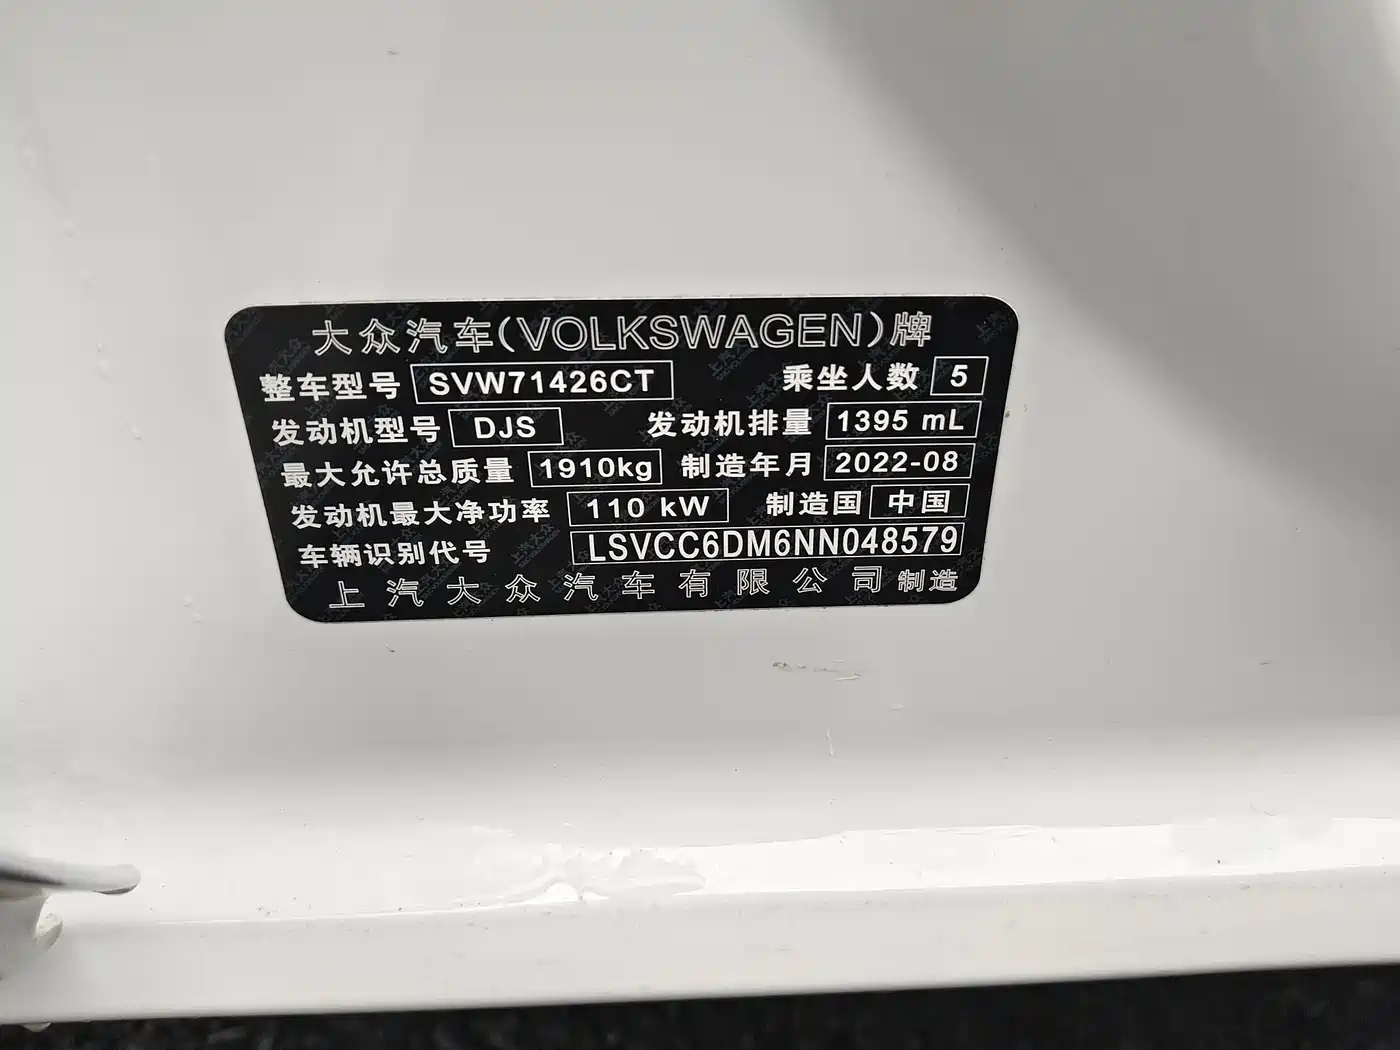 大众汽车(VOLKSWAGEN)牌
整车型号 SVW71426CT 乘坐人数 5
发动机型号 DJS 发动机排量 1395 mL
最大允许总质量 1910kg 制造年月 2022-08
发动机最大净功率 110 kW 制造国 中国
车辆识别代号 LSVCC6DM6NN048579
上汽大众汽车有限公司制造